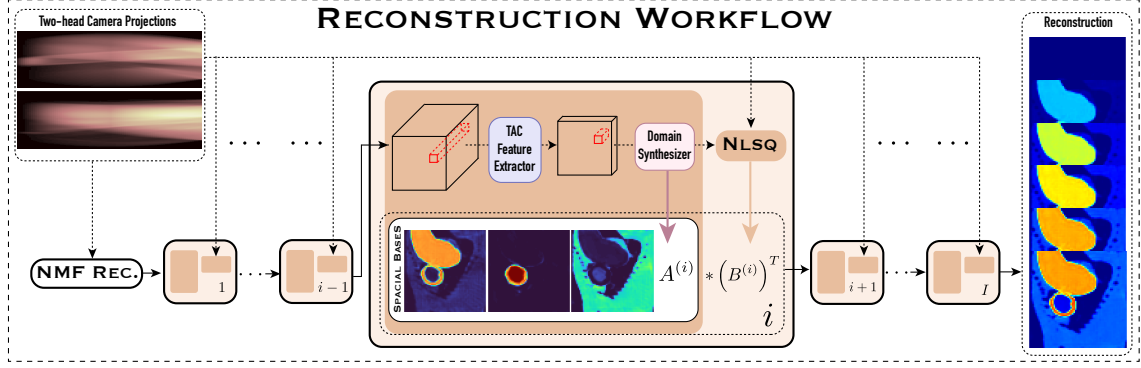 RECONSTRUCTION WORKFLOW
Two-head Camera Projections
Reconstruction
TAC
Feature
Extractor
Domain
Synthesizer
NLSQ
NMF REC.
1
i − 1
SPACIAL BASES
A^{(i)}
* (B^{(i)})^T
i
i + 1
I